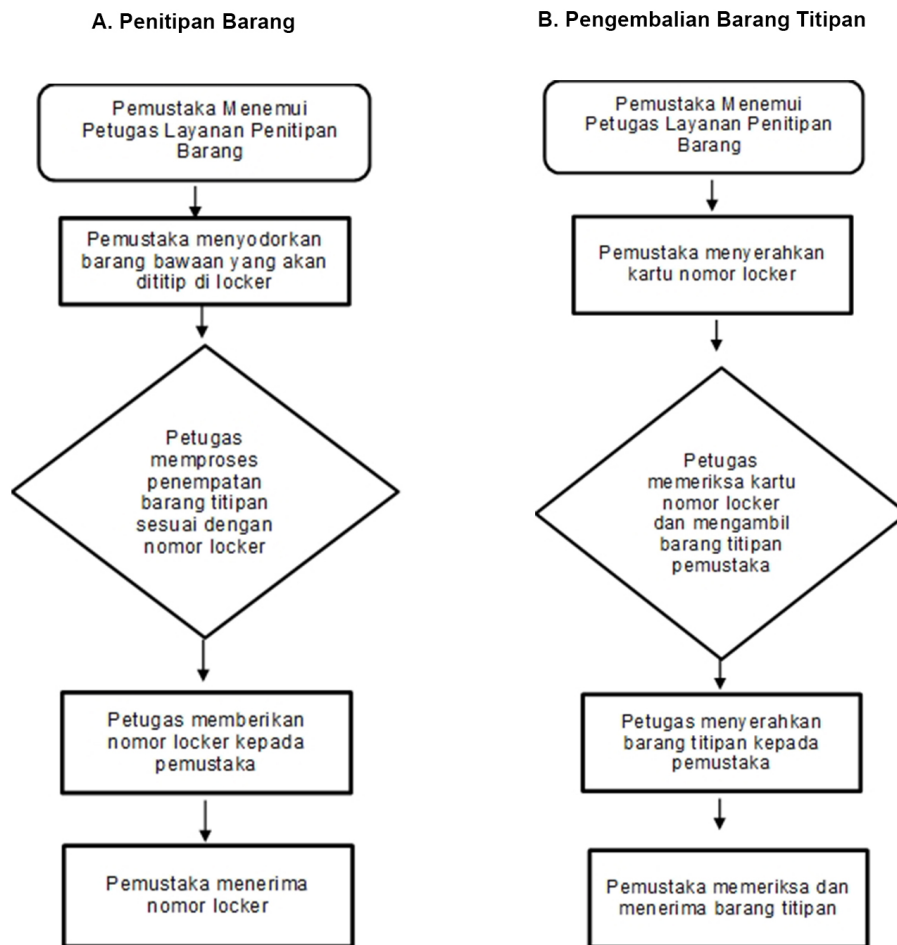 A. Penitipan Barang
Pemustaka Menemui
Petugas Layanan Penitipan
Barang
Pemustaka menyodorkan
barang bawaan yang akan
dititip di locker
Petugas
memproses
penempatan
barang titipan
sesuai dengan
nomor locker
Petugas memberikan
nomor locker kepada
pemustaka
Pemustaka menerima
nomor locker
B. Pengembalian Barang Titipan
Pemustaka Menemui
Petugas Layanan Penitipan
Barang
Pemustaka menyerahkan
kartu nomor locker
Petugas
memeriksa kartu
nomor locker
dan mengambil
barang titipan
pemustaka
Petugas menyerahkan
barang titipan kepada
pemustaka
Pemustaka memeriksa dan
menerima barang titipan